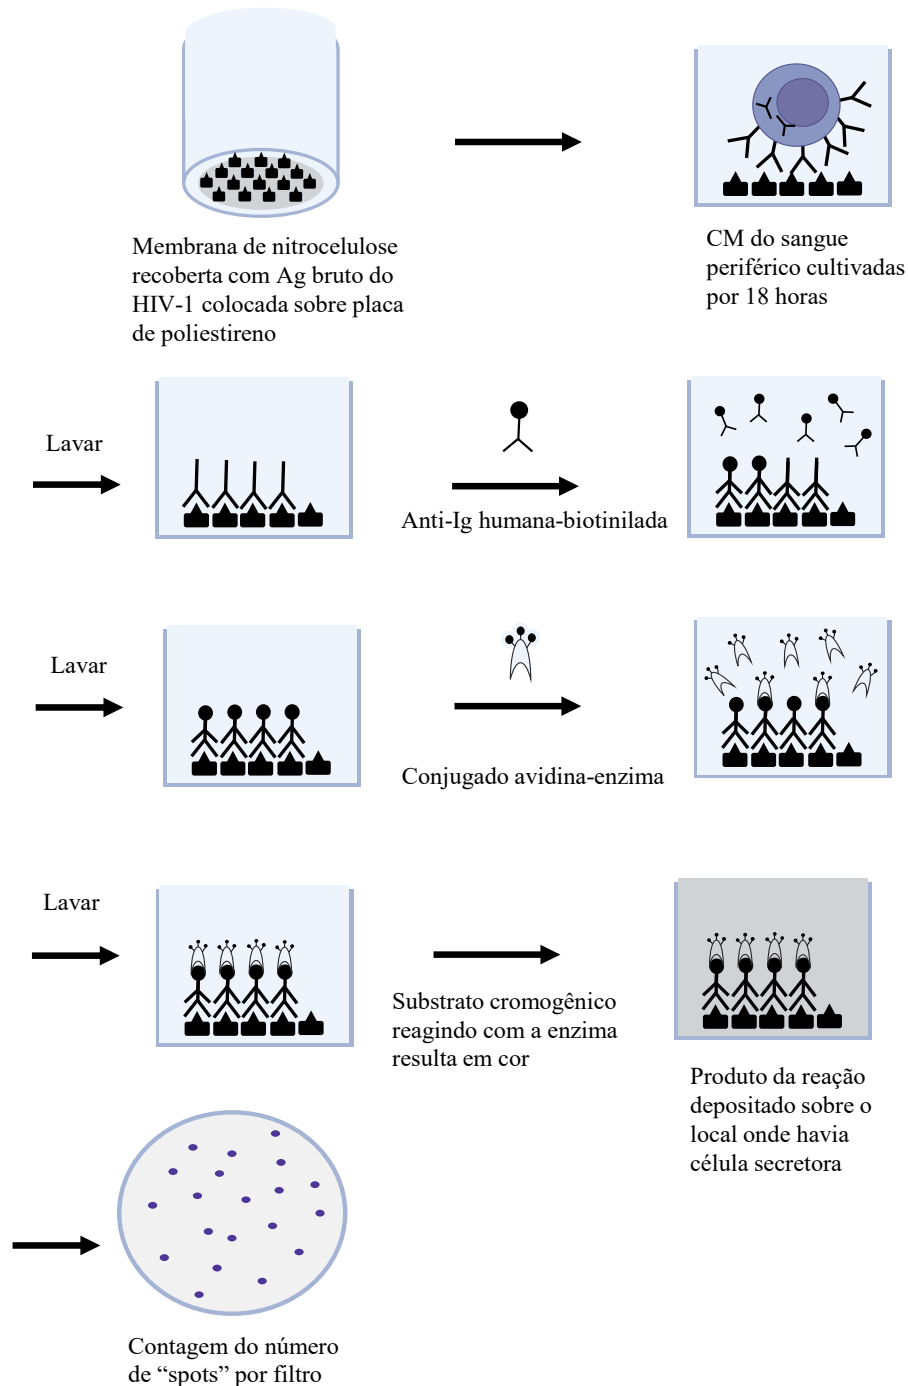 Membrana de nitrocelulose
recoberta com Ag bruto do
HIV-1 colocada sobre placa
de poliestireno
CM do sangue
periférico cultivadas
por 18 horas
Lavar
Anti-Ig humana-biotinilada
Lavar
Conjugado avidina-enzima
Lavar
Substrato cromogênico
reagindo com a enzima
resulta em cor
Produto da reação
depositado sobre o
local onde havia
célula secretora
Contagem do número
de “spots” por filtro